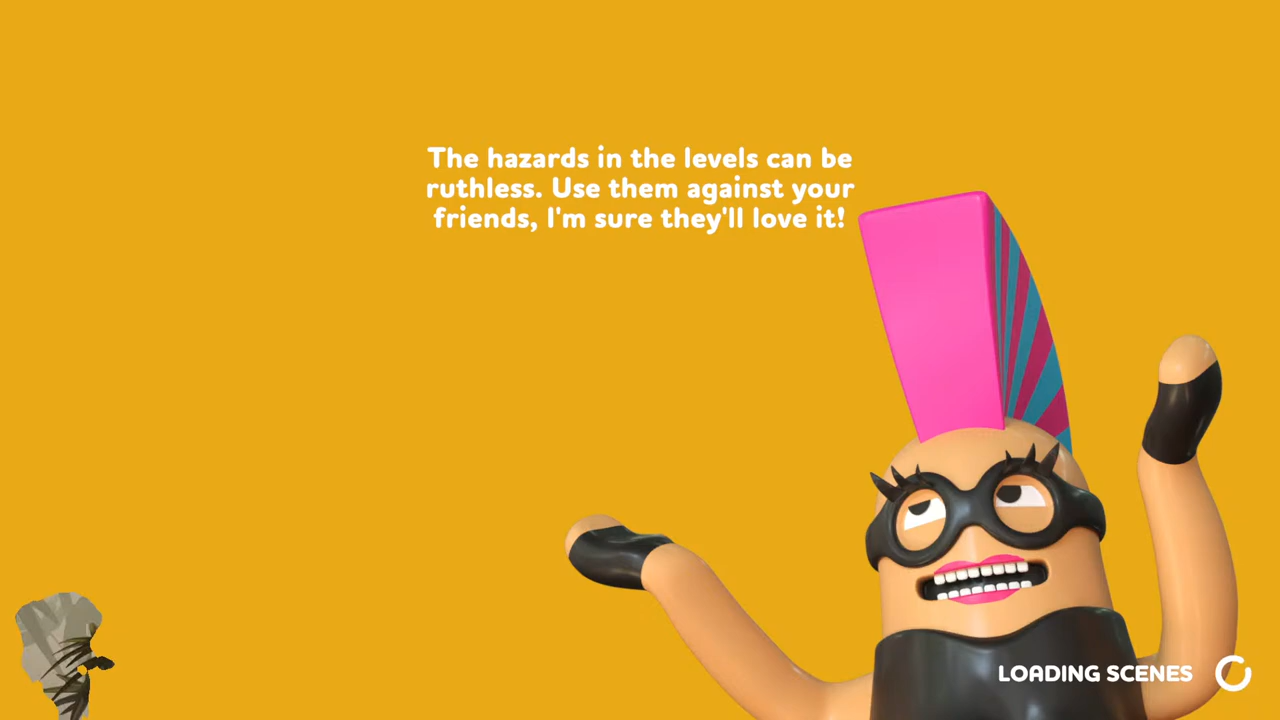 The hazards in the levels can be
ruthless. Use them against your
friends, I'm sure they'll love it!
LOADING SCENES